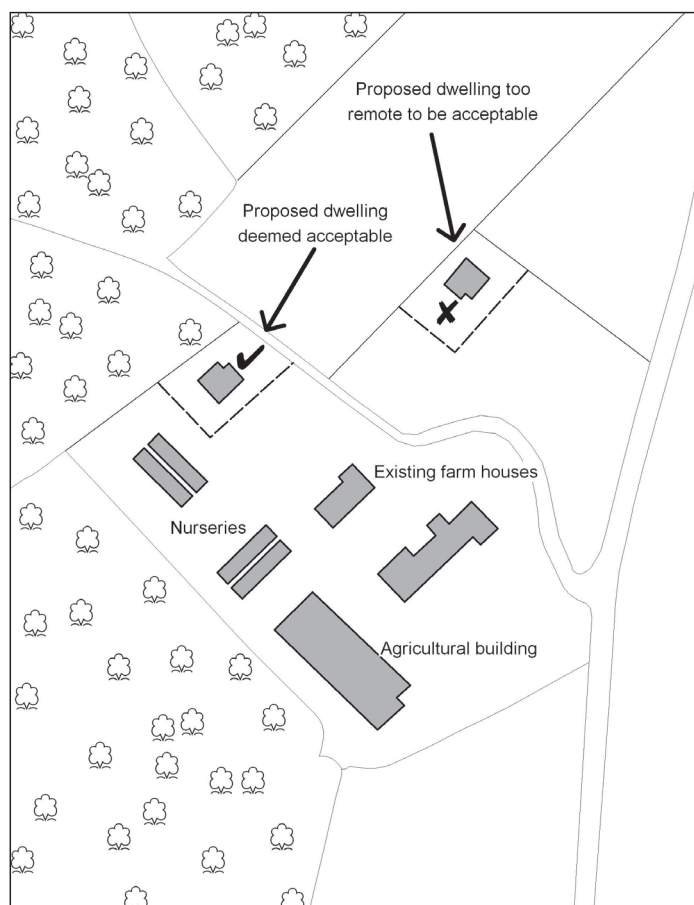 Proposed dwelling too
remote to be acceptable
Proposed dwelling
deemed acceptable
Existing farm houses
Nurseries
Agricultural building